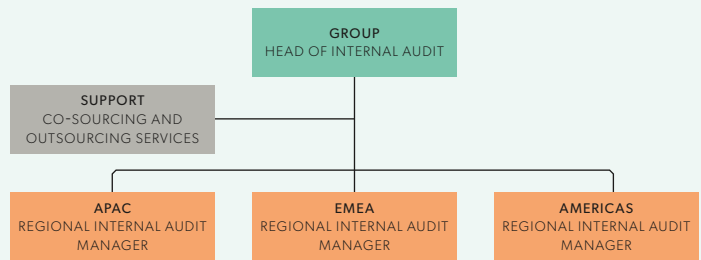 GROUP
HEAD OF INTERNAL AUDIT
SUPPORT
CO-SOURCING AND
OUTSOURCING SERVICES
APAC
REGIONAL INTERNAL AUDIT
MANAGER
EMEA
REGIONAL INTERNAL AUDIT
MANAGER
AMERICAS
REGIONAL INTERNAL AUDIT
MANAGER